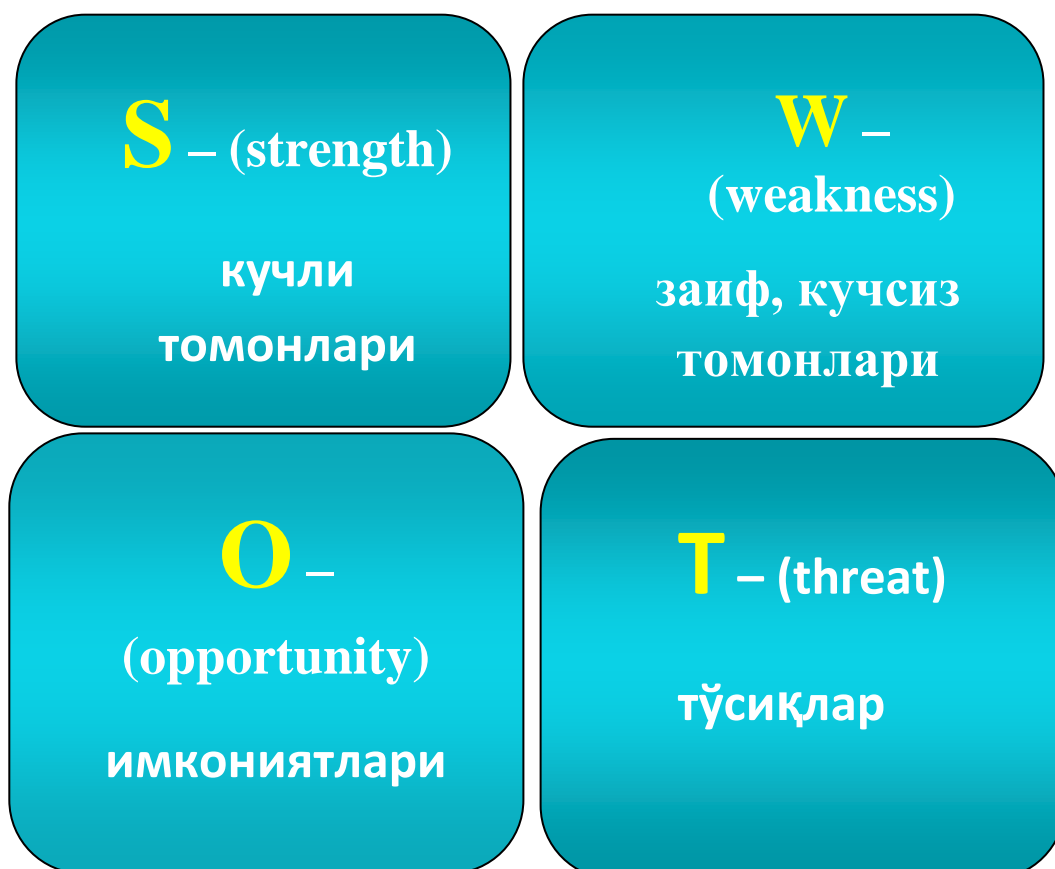 S – (strength)
кучли
томонлари
W –
(weakness)
заиф, кучсиз
томонлари
O –
(opportunity)
имкониятлари
T – (threat)
тўсиқлар